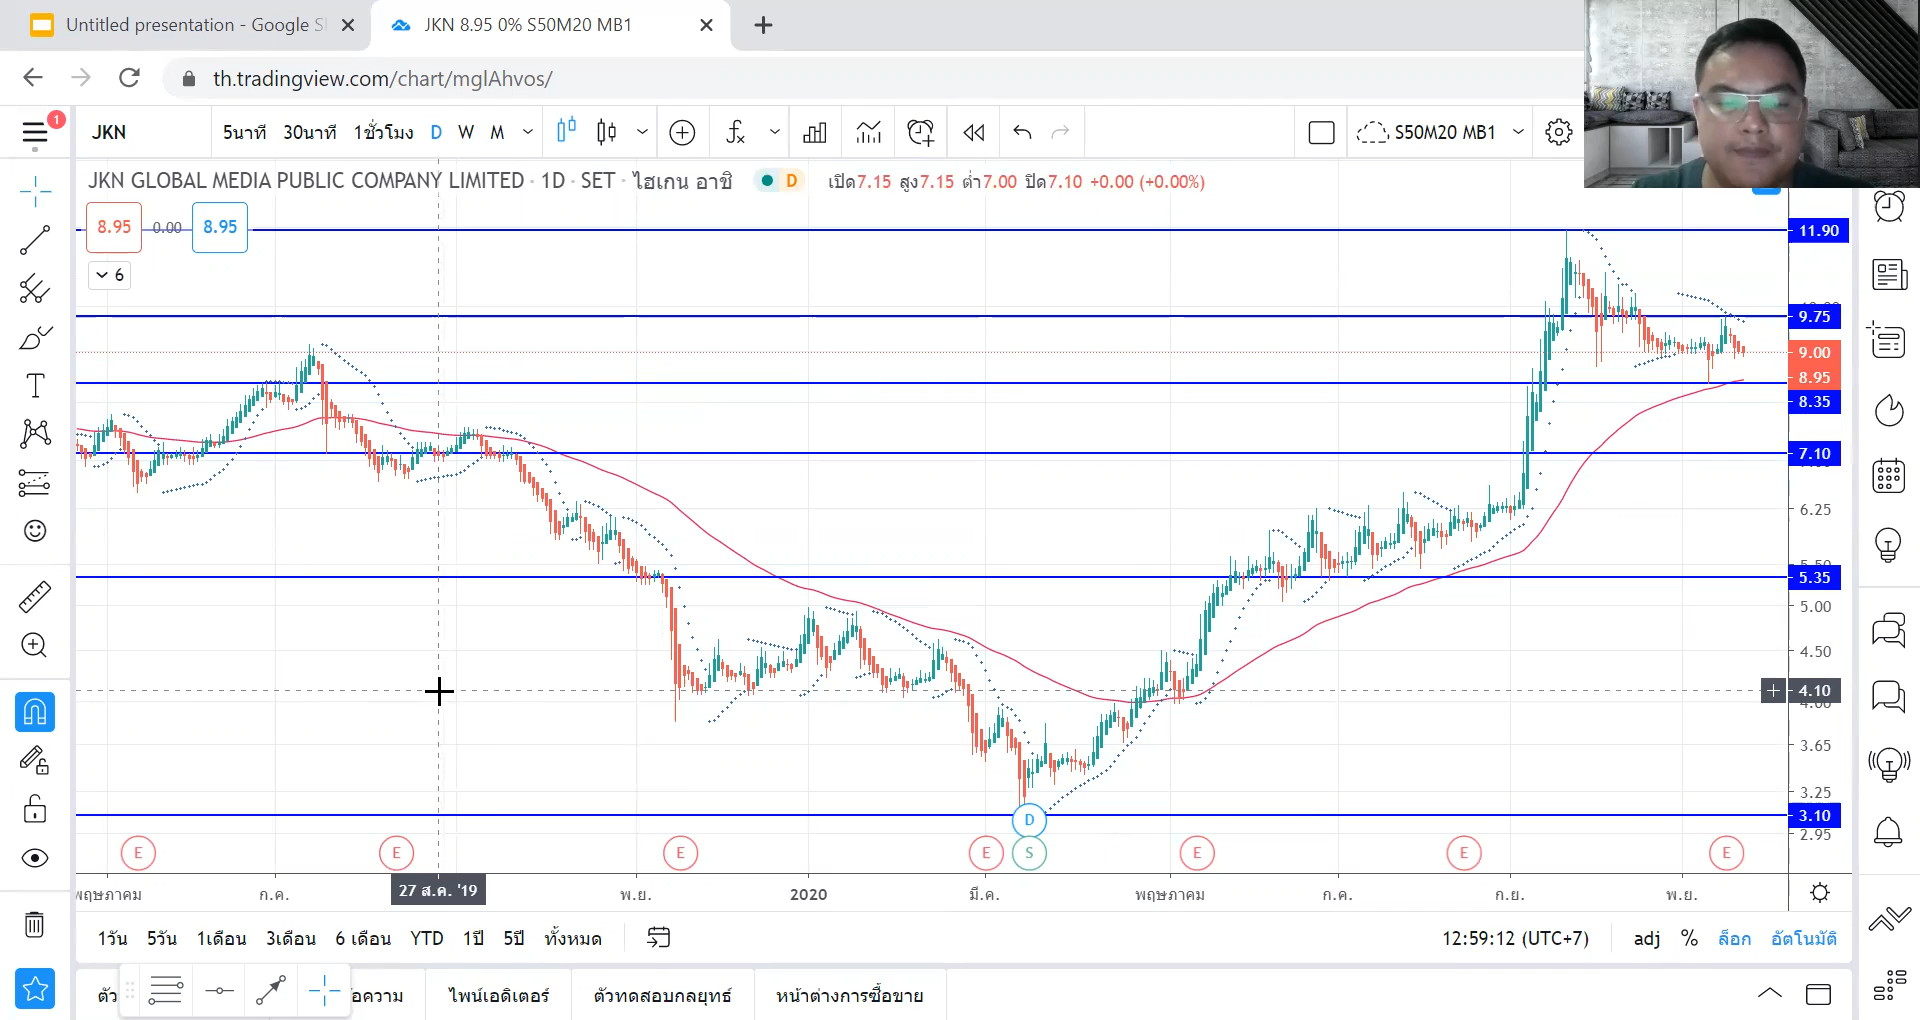 Untitled presentation - Google Sl
JKN 8.95 0% S50M20 MB1
th.tradingview.com/chart/mglAhvos/
1
JKN
5นาที 30นาที 1ชั่วโมง D W M
S50M20 MB1
JKN GLOBAL MEDIA PUBLIC COMPANY LIMITED · 1D · SET · ไฮเกน อาชิ
D
เปิด7.15 สูง7.15 ต่ำ7.00 ปิด7.10 +0.00 (+0.00%)
8.95 0.00 8.95
6
11.90
9.75
9.00
8.95
8.35
7.10
6.25
5.35
5.00
4.50
4.10
4.00
3.65
3.25
3.10
2.95
D
E E E E S E E E
พฤษภาคม ก.ค. 27 ส.ค. '19 พ.ย. 2020 มี.ค. พฤษภาคม ก.ค. ก.ย. พ.ย.
1วัน 5วัน 1เดือน 3เดือน 6 เดือน YTD 1ปี 5ปี ทั้งหมด
12:59:12 (UTC+7) adj % ล็อก อัตโนมัติ
ไพน์เอดิเตอร์ ตัวทดสอบกลยุทธ์ หน้าต่างการซื้อขาย